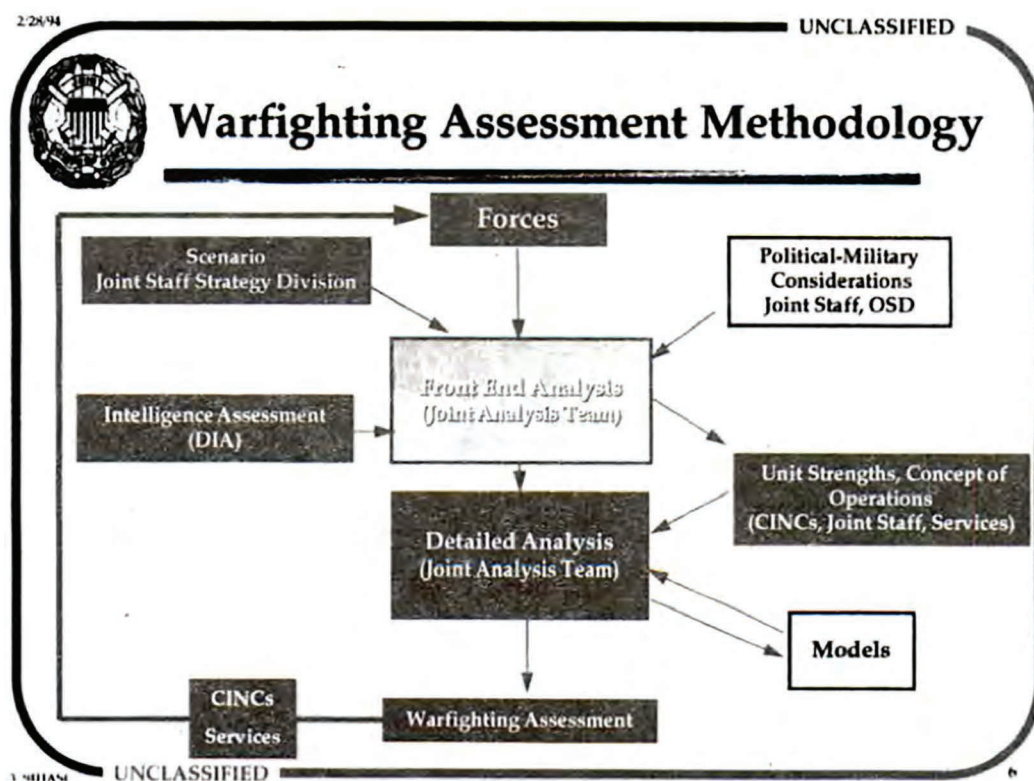 2/28/94
UNCLASSIFIED
Warfighting Assessment Methodology
Forces
Scenario
Joint Staff Strategy Division
Political-Military
Considerations
Joint Staff, OSD
Front End Analysis
(Joint Analysis Team)
Intelligence Assessment
(DIA)
Unit Strengths, Concept of
Operations
(CINCs, Joint Staff, Services)
Detailed Analysis
(Joint Analysis Team)
Models
CINCs
Services
Warfighting Assessment
UNCLASSIFIED
6